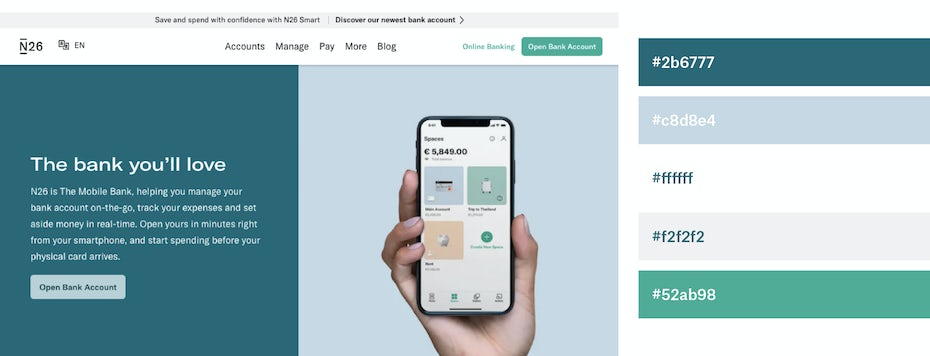 Save and spend with confidence with N26 Smart | Discover our newest bank account >
N26 EN Accounts Manage Pay More Blog Online Banking Open Bank Account
The bank you'll love
N26 is The Mobile Bank, helping you manage your
bank account on-the-go, track your expenses and set
aside money in real-time. Open yours in minutes right
from your smartphone, and start spending before your
physical card arrives.
Open Bank Account
Spaces
€ 5,849.00
Total balance
Main Account
Trip to Thailand
Rent
Create New Space
#2b6777
#c8d8e4
#ffffff
#f2f2f2
#52ab98